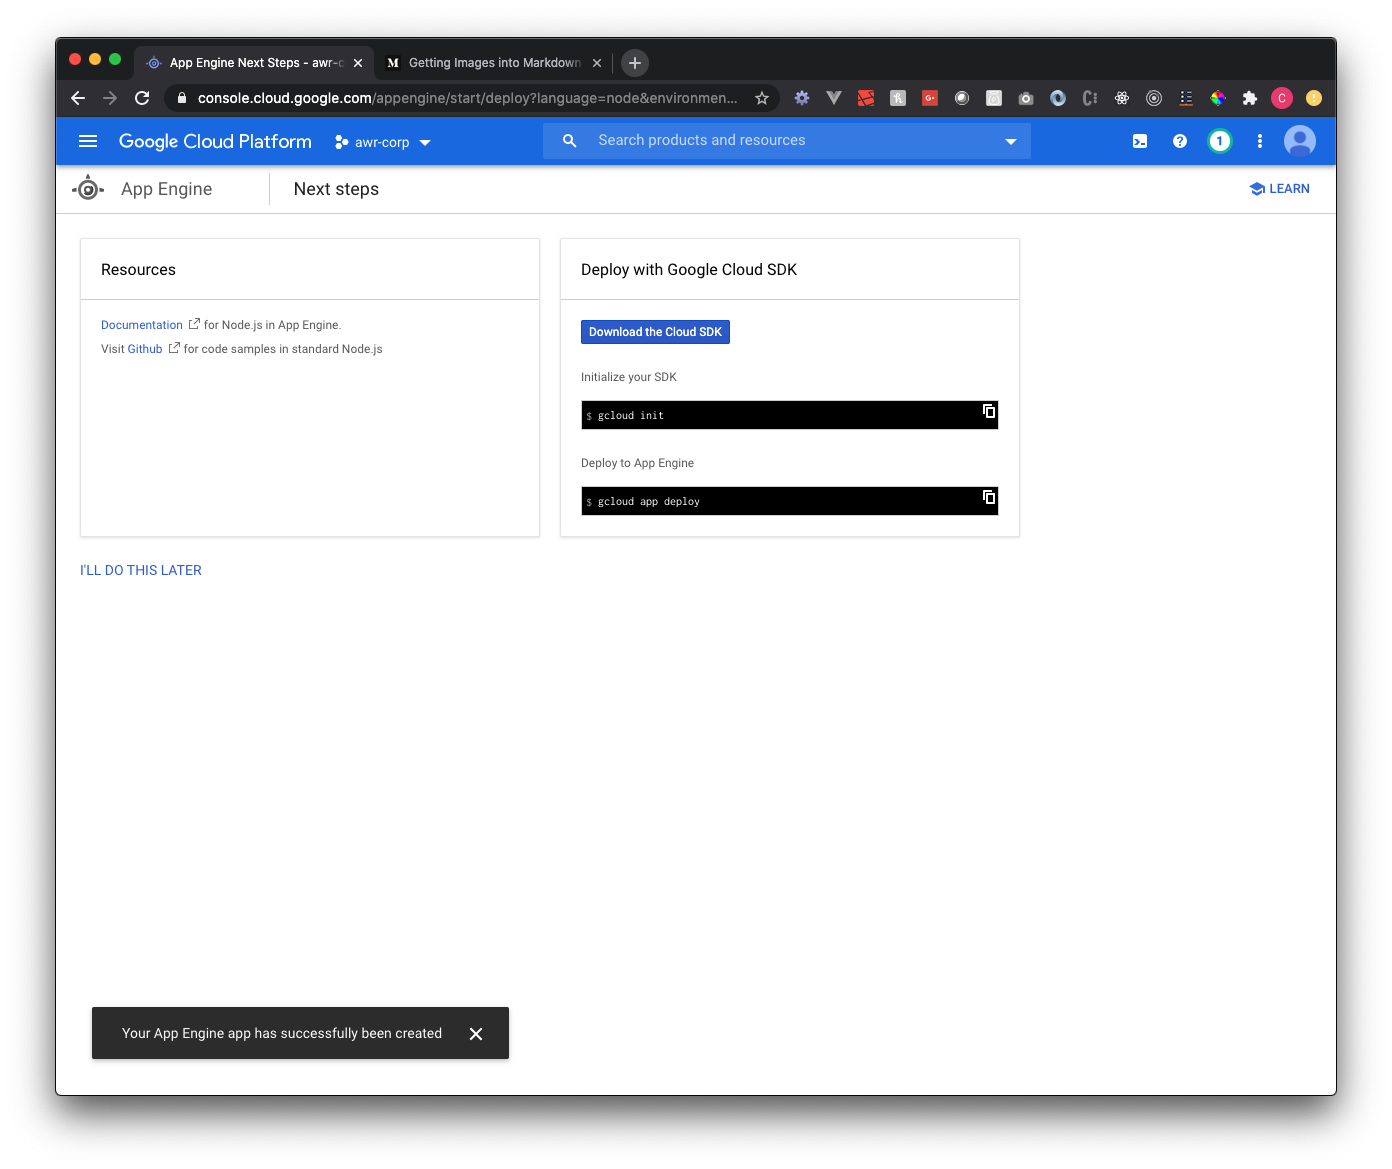 App Engine Next Steps - awr-c
M Getting Images into Markdown
console.cloud.google.com/appengine/start/deploy?language=node&environmen...
G+
C
Google Cloud Platform
awr-corp
Search products and resources
?
1
App Engine
Next steps
LEARN
Resources
Documentation for Node.js in App Engine.
Visit Github for code samples in standard Node.js
Deploy with Google Cloud SDK
Download the Cloud SDK
Initialize your SDK
$ gcloud init
Deploy to App Engine
$ gcloud app deploy
I'LL DO THIS LATER
Your App Engine app has successfully been created